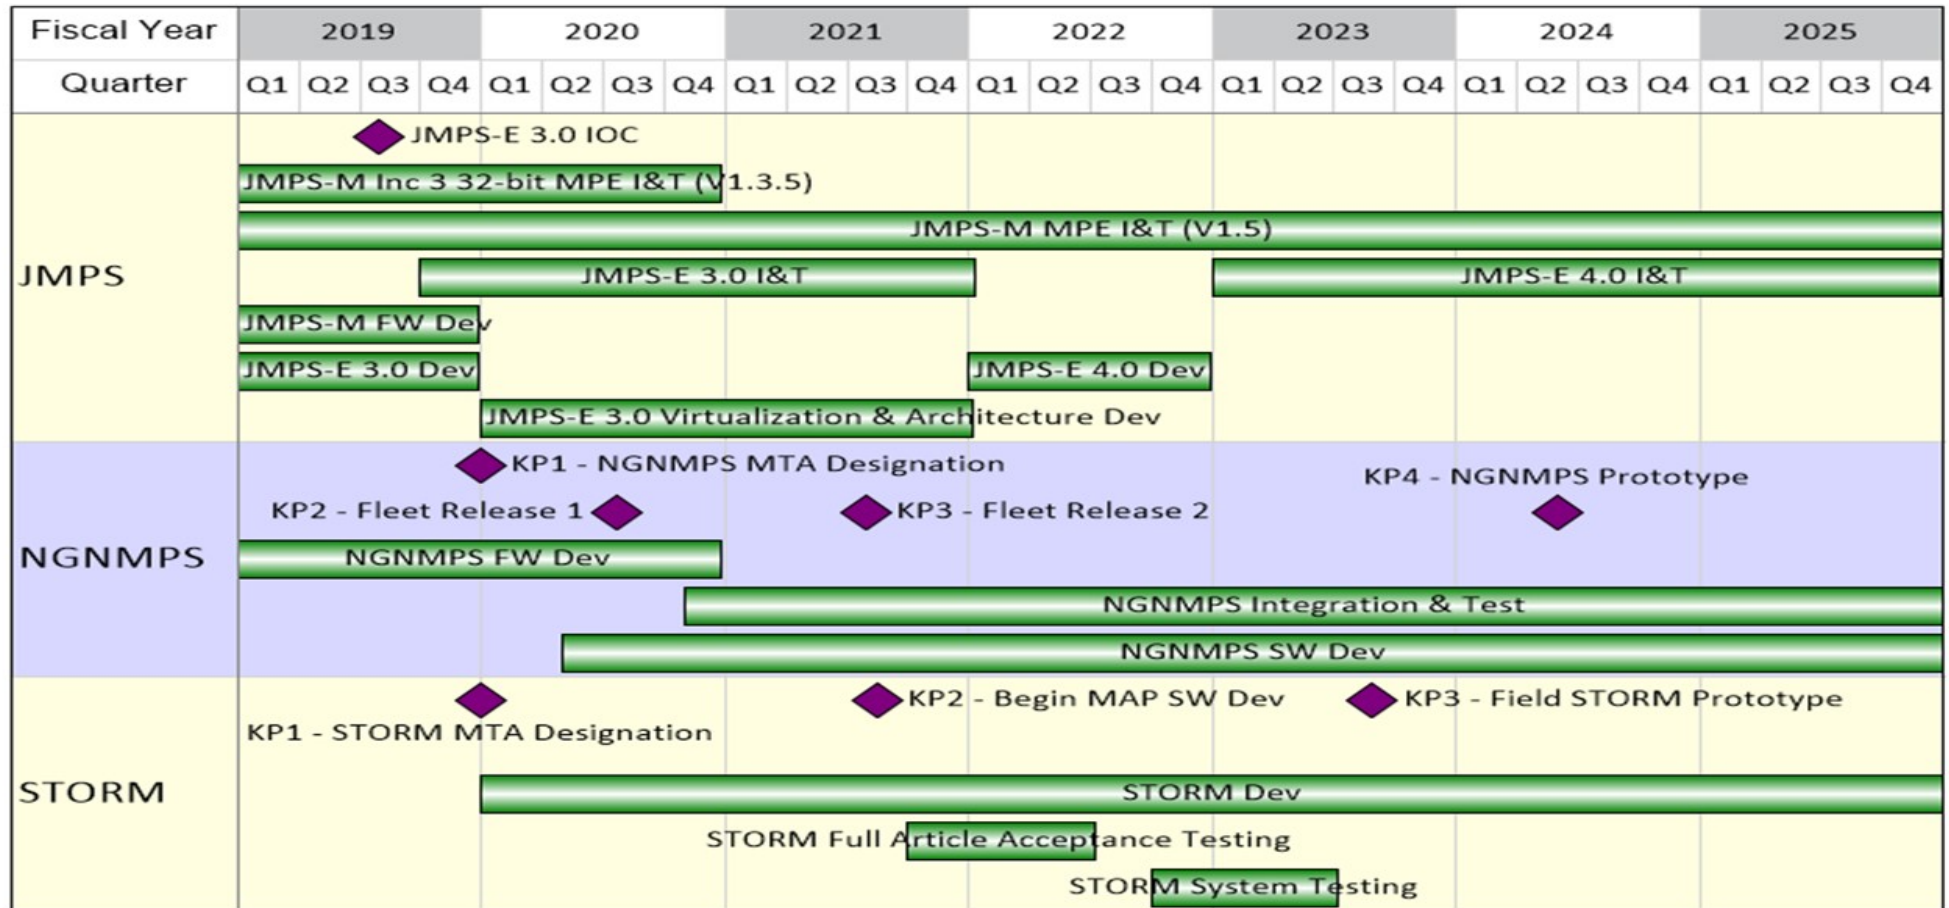 Fiscal Year 2019 2020 2021 2022 2023 2024 2025
Quarter Q1 Q2 Q3 Q4 Q1 Q2 Q3 Q4 Q1 Q2 Q3 Q4 Q1 Q2 Q3 Q4 Q1 Q2 Q3 Q4 Q1 Q2 Q3 Q4 Q1 Q2 Q3 Q4
JMPS
JMPS-E 3.0 IOC
JMPS-M Inc 3 32-bit MPE I&T (V1.3.5)
JMPS-M MPE I&T (V1.5)
JMPS-E 3.0 I&T JMPS-E 4.0 I&T
JMPS-M FW Dev
JMPS-E 3.0 Dev JMPS-E 4.0 Dev
JMPS-E 3.0 Virtualization & Architecture Dev
NGNMPS
KP1 - NGNMPS MTA Designation
KP4 - NGNMPS Prototype
KP2 - Fleet Release 1 KP3 - Fleet Release 2
NGNMPS FW Dev
NGNMPS Integration & Test
NGNMPS SW Dev
STORM
KP2 - Begin MAP SW Dev KP3 - Field STORM Prototype
KP1 - STORM MTA Designation
STORM Dev
STORM Full Article Acceptance Testing
STORM System Testing